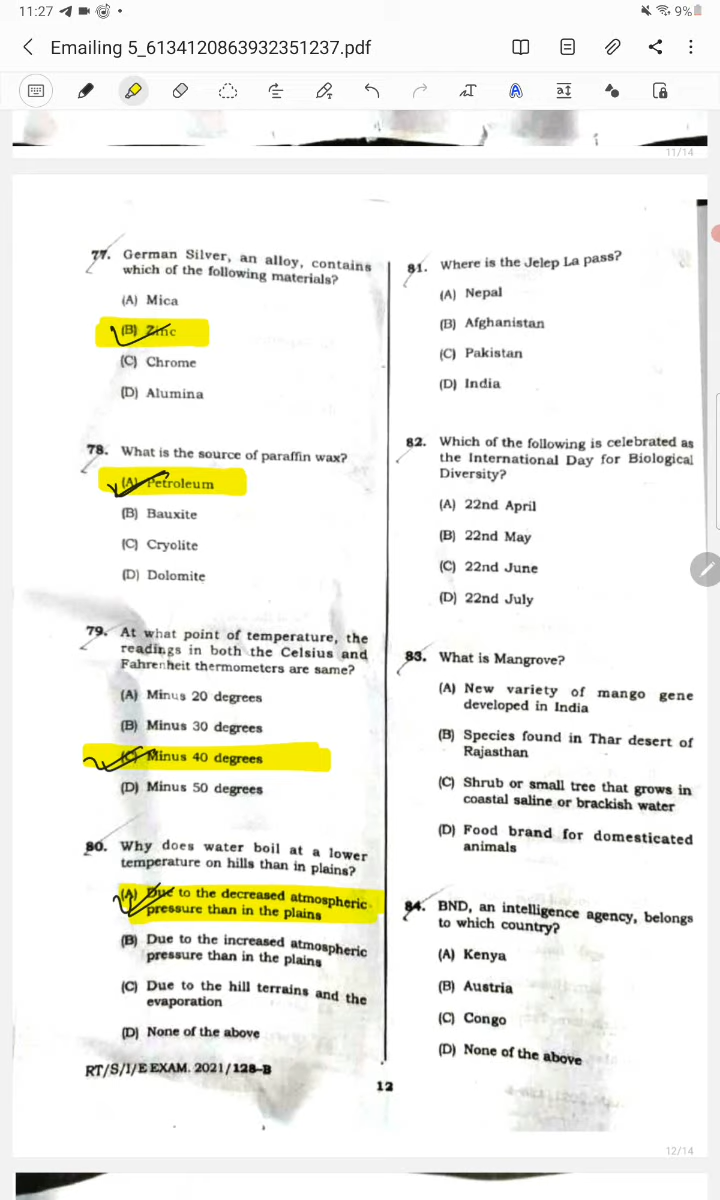 11:27
9%
Emailing 5_6134120863932351237.pdf
11/14
77. German Silver, an alloy, contains
which of the following materials?
(A) Mica
(B) Zinc
(C) Chrome
(D) Alumina
78. What is the source of paraffin wax?
(A) Petroleum
(B) Bauxite
(C) Cryolite
(D) Dolomite
79. At what point of temperature, the
readings in both the Celsius and
Fahrenheit thermometers are same?
(A) Minus 20 degrees
(B) Minus 30 degrees
(C) Minus 40 degrees
(D) Minus 50 degrees
80. Why does water boil at a lower
temperature on hills than in plains?
(A) Due to the decreased atmospheric
pressure than in the plains
(B) Due to the increased atmospheric
pressure than in the plains
(C) Due to the hill terrains and the
evaporation
(D) None of the above
RT/S/I/E EXAM. 2021/128-B
81. Where is the Jelep La pass?
(A) Nepal
(B) Afghanistan
(C) Pakistan
(D) India
82. Which of the following is celebrated as
the International Day for Biological
Diversity?
(A) 22nd April
(B) 22nd May
(C) 22nd June
(D) 22nd July
83. What is Mangrove?
(A) New variety of mango gene
developed in India
(B) Species found in Thar desert of
Rajasthan
(C) Shrub or small tree that grows in
coastal saline or brackish water
(D) Food brand for domesticated
animals
84. BND, an intelligence agency, belongs
to which country?
(A) Kenya
(B) Austria
(C) Congo
(D) None of the above
12
12/14